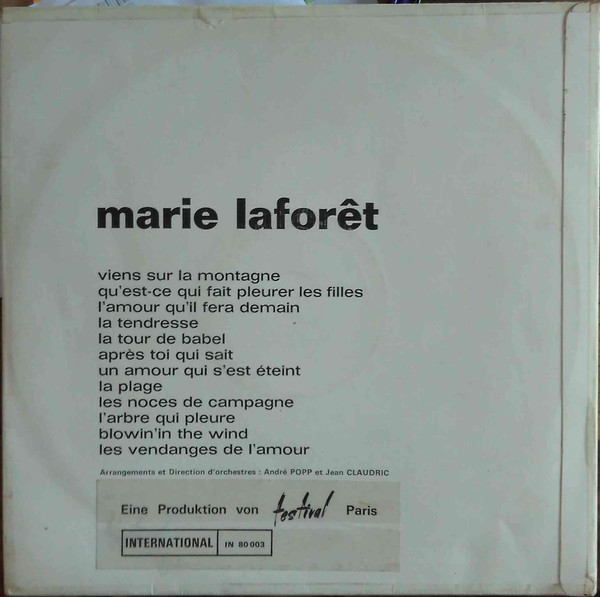 marie laforêt
viens sur la montagne
qu'est-ce qui fait pleurer les filles
l'amour qu'il fera demain
la tendresse
la tour de babel
après toi qui sait
un amour qui s'est éteint
la plage
les noces de campagne
l'arbre qui pleure
blowin'in the wind
les vendanges de l'amour
Arrangements et Direction d'orchestres : André POPP et Jean CLAUDRIC
Eine Produktion von festival Paris
INTERNATIONAL IN 80 003